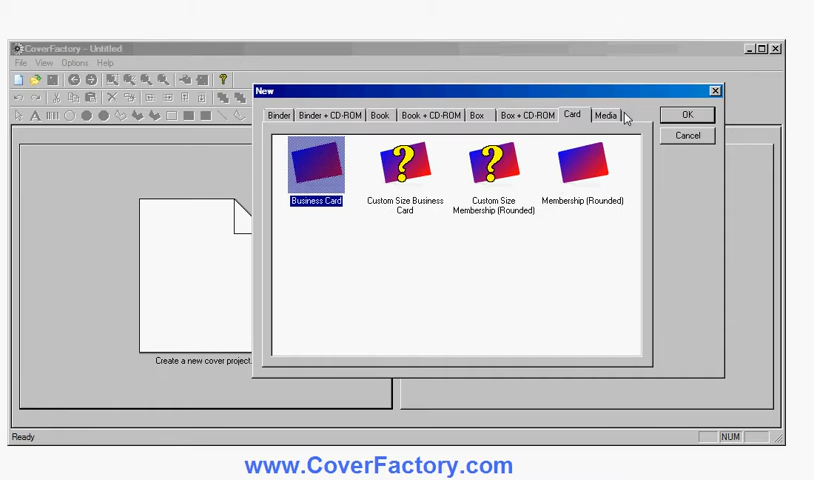 CoverFactory - Untitled
File View Options Help
New
Binder Binder + CD-ROM Book Book + CD-ROM Box Box + CD-ROM Card Media
OK
Cancel
Business Card
Custom Size Business
Card
Custom Size
Membership (Rounded)
Membership (Rounded)
Create a new cover project.
Ready NUM
www.CoverFactory.com